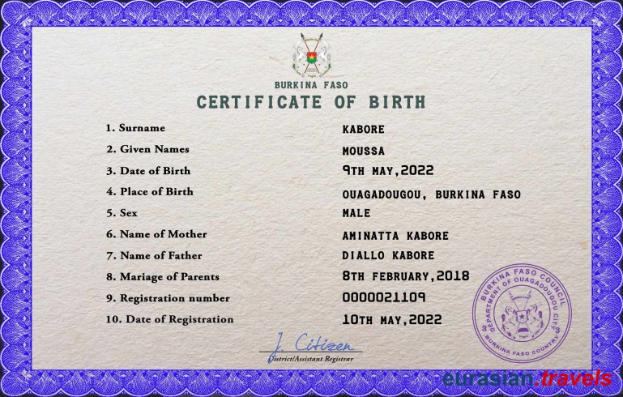 BURKINA FASO
CERTIFICATE OF BIRTH
1. Surname KABORE
2. Given Names MOUSSA
3. Date of Birth 9TH MAY,2022
4. Place of Birth OUAGADOUGOU, BURKINA FASO
5. Sex MALE
6. Name of Mother AMINATTA KABORE
7. Name of Father DIALLO KABORE
8. Mariage of Parents 8TH FEBRUARY,2018
9. Registration number 0000021109
10. Date of Registration 10TH MAY,2022
J. Citizen
District/Assistant Registrar
BURKINA FASO COUNCIL
DEPARTMENT OF OUAGADOUGOU CITY
BURKINA FASO COUNTRY
eurasian.travels